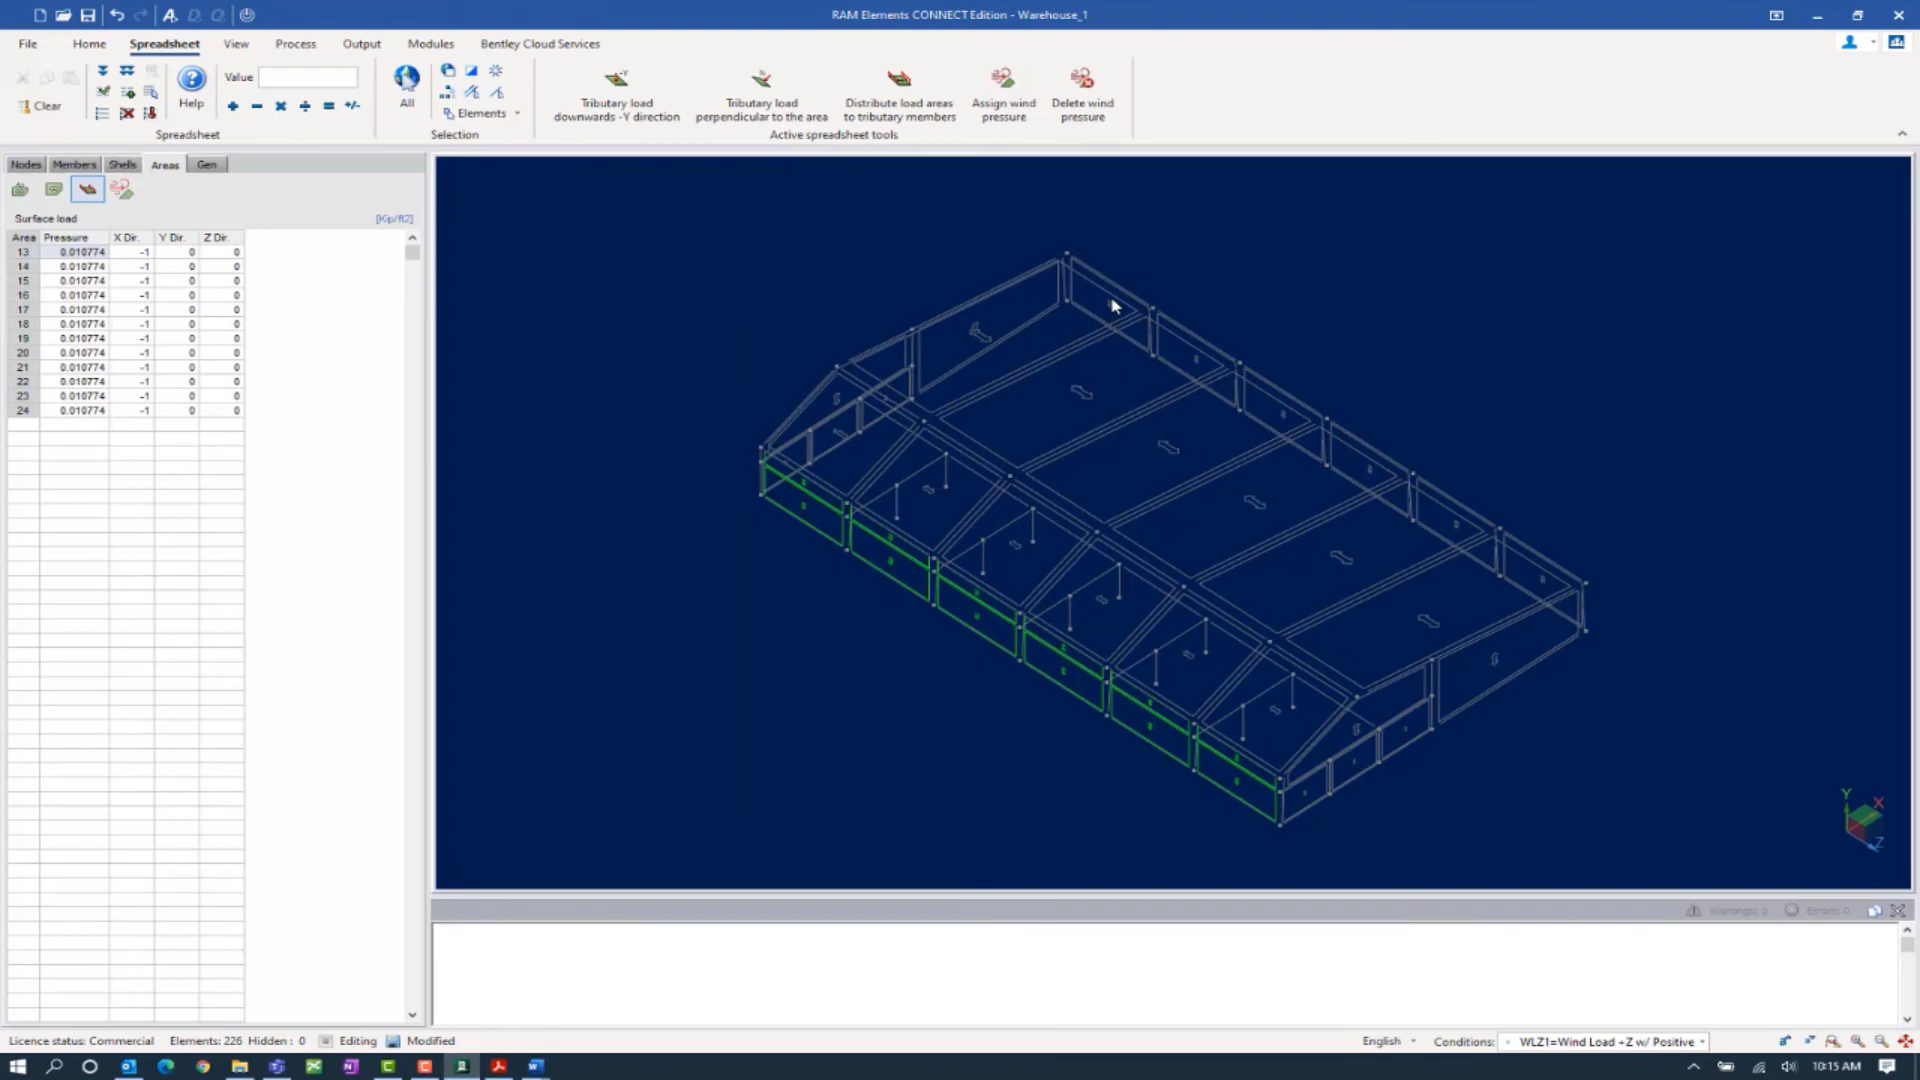 RAM Elements CONNECT Edition - Warehouse_1
File Home Spreadsheet View Process Output Modules Bentley Cloud Services
Clear
Help
Value
All
Elements
Tributary load downwards -Y direction
Tributary load perpendicular to the area
Distribute load areas to tributary members
Assign wind pressure
Delete wind pressure
Spreadsheet
Selection
Active spreadsheet tools
Nodes Members Shells Areas Gen
Surface load [Kip/ft2]
Area Pressure X Dir. Y Dir. Z Dir.
13 0.010774 -1 0 0
14 0.010774 -1 0 0
15 0.010774 -1 0 0
16 0.010774 -1 0 0
17 0.010774 -1 0 0
18 0.010774 -1 0 0
19 0.010774 -1 0 0
20 0.010774 -1 0 0
21 0.010774 -1 0 0
22 0.010774 -1 0 0
23 0.010774 -1 0 0
24 0.010774 -1 0 0
Y X Z
Warnings: 0 Errors: 0
Licence status: Commercial Elements: 226 Hidden : 0 Editing Modified English Conditions: WLZ1=Wind Load +Z w/ Positive
10:15 AM